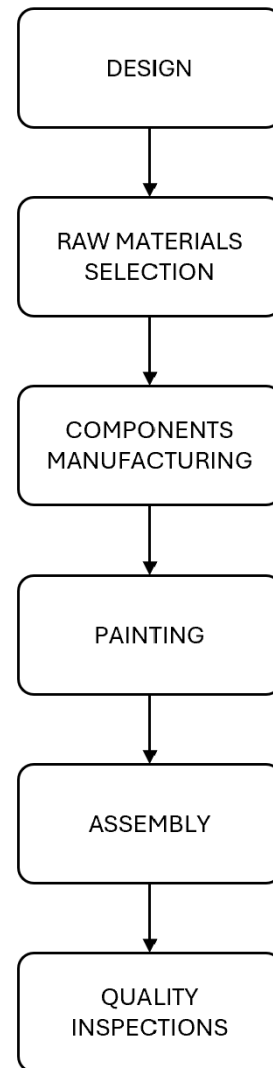 DESIGN
RAW MATERIALS
SELECTION
COMPONENTS
MANUFACTURING
PAINTING
ASSEMBLY
QUALITY
INSPECTIONS